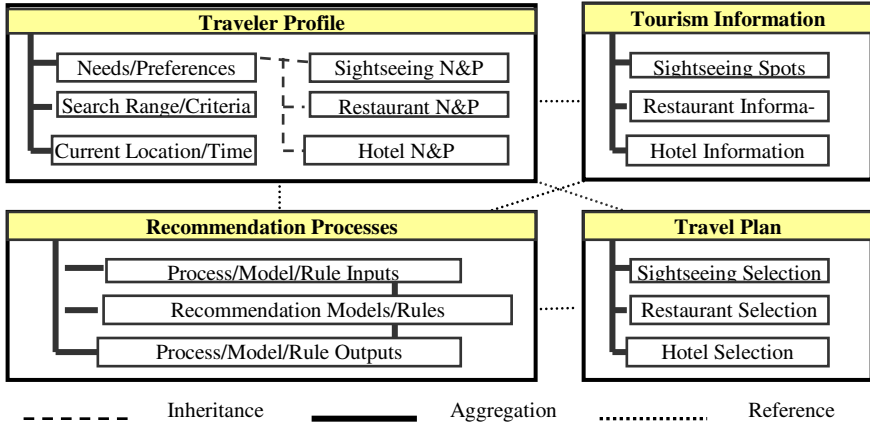 Traveler Profile
Needs/Preferences
Sightseeing N&P
Search Range/Criteria
Restaurant N&P
Current Location/Time
Hotel N&P
Tourism Information
Sightseeing Spots
Restaurant Informa-
Hotel Information
Recommendation Processes
Process/Model/Rule Inputs
Recommendation Models/Rules
Process/Model/Rule Outputs
Travel Plan
Sightseeing Selection
Restaurant Selection
Hotel Selection
Inheritance Aggregation Reference